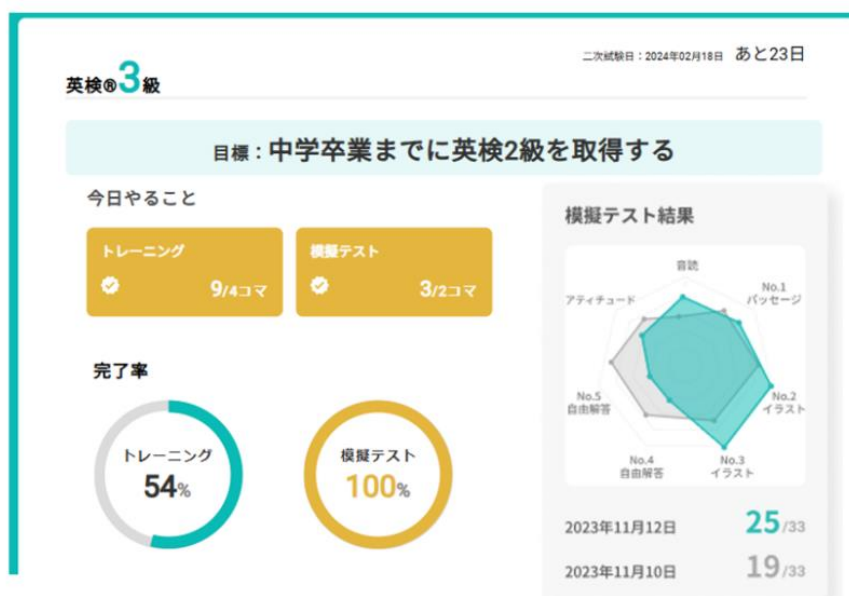 二次試験日：2024年02月18日 あと23日
英検®3級
目標：中学卒業までに英検2級を取得する
今日やること
トレーニング
9/4コマ
模擬テスト
3/2コマ
完了率
トレーニング
54%
模擬テスト
100%
模擬テスト結果
音読
No.1
パッセージ
アティチュード
No.2
イラスト
No.5
自由解答
No.4
自由解答
No.3
イラスト
2023年11月12日 25/33
2023年11月10日 19/33